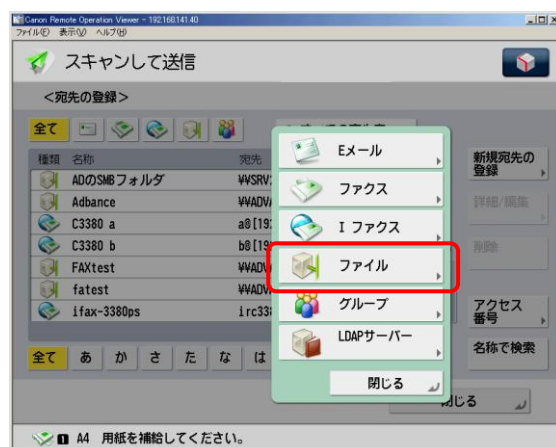 Canon Remote Operation Viewer - 192.168.141.40
ファイル(F) 表示(V) ヘルプ(H)
スキャンして送信
<宛先の登録>
全て
種類 名称 宛先
ADのSMBフォルダ ¥¥SRV
Adbance ¥¥ADVA
C3380 a a@[19
C3380 b b@[19
FAXtest ¥¥ADVA
fatest ¥¥ADVA
ifax-3380ps irc33
全て あ か さ た な は
Eメール
ファクス
I ファクス
ファイル
グループ
LDAPサーバー
閉じる
新規宛先の
登録
詳細/編集
削除
アクセス
番号
名称で検索
閉じる
1 A4 用紙を補給してください。